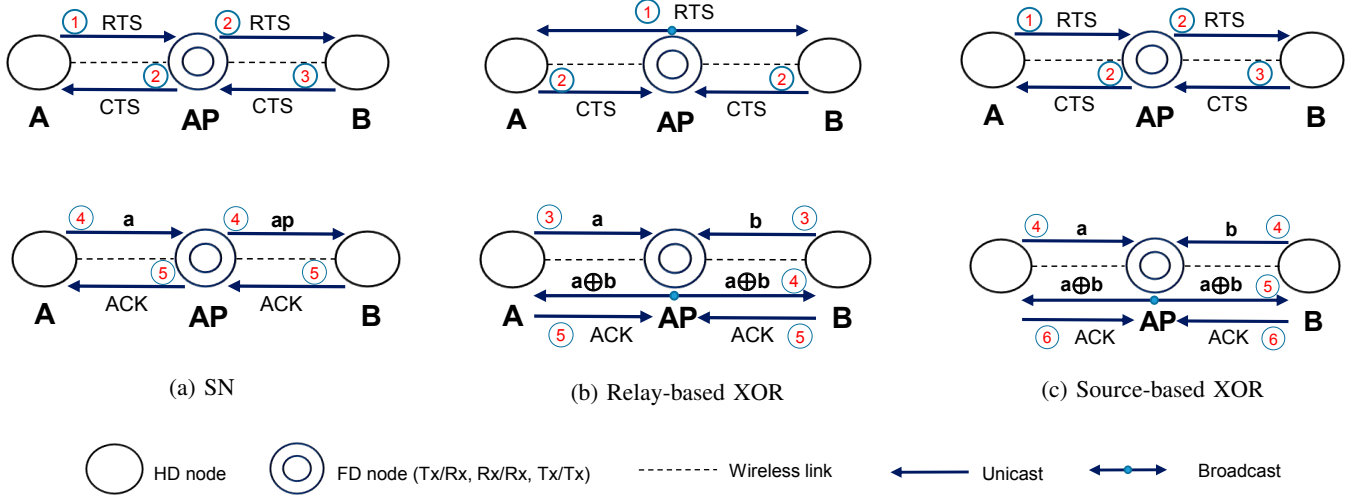 ① RTS ② RTS
② ③
CTS CTS
A AP B
④ a ④ ap
⑤ ⑤
ACK ACK
A AP B
(a) SN
① RTS
② ②
CTS CTS
A AP B
③ a b ③
a⊕b a⊕b ④
A AP B
⑤ ACK ACK ⑤
(b) Relay-based XOR
① RTS ② RTS
② ③
CTS CTS
A AP B
④ a b ④
a⊕b a⊕b ⑤
A AP B
⑥ ACK ACK ⑥
(c) Source-based XOR
HD node FD node (Tx/Rx, Rx/Rx, Tx/Tx) Wireless link Unicast Broadcast